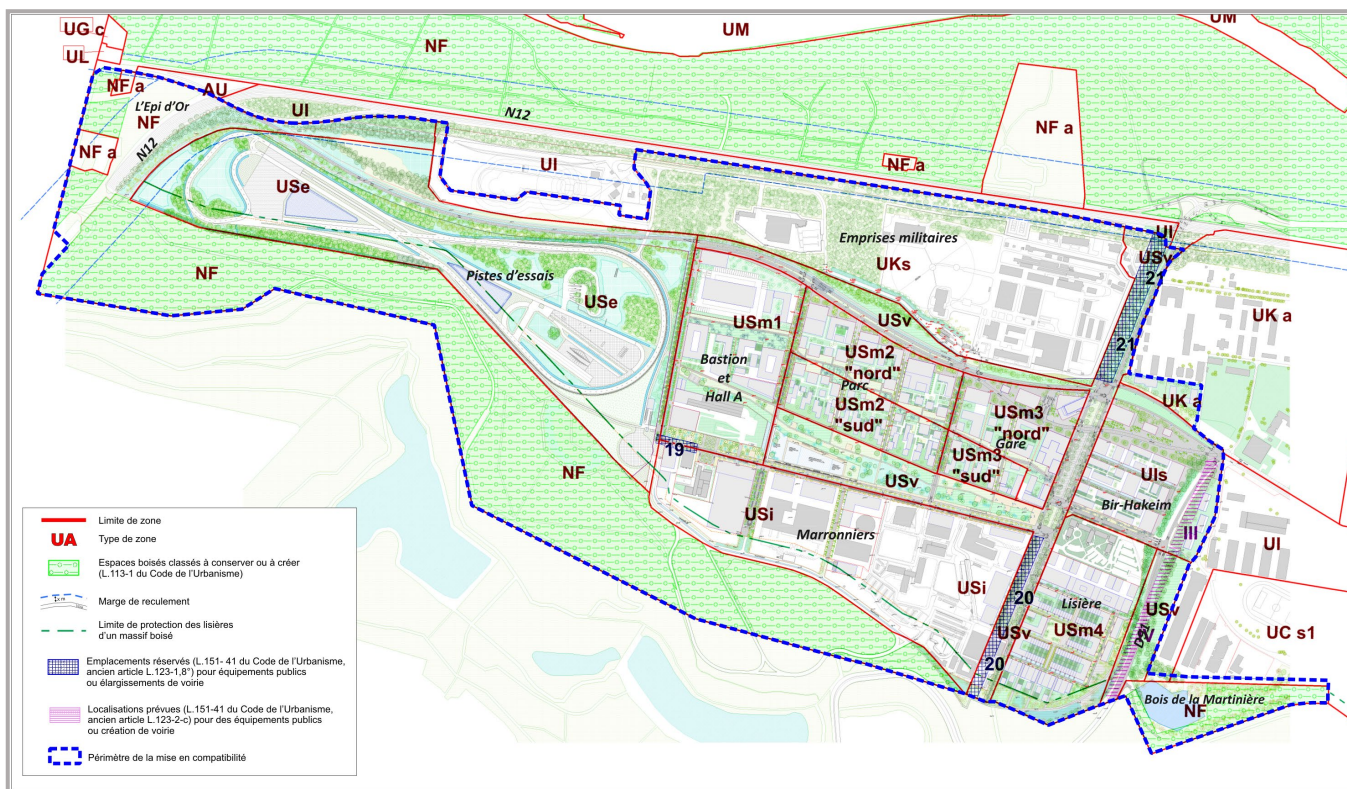 UG c
UM
UM
UL
NF
NF a
AU
L'Epi d'Or
NF
UI
N12
NF a
NF a
N12
UI
NF a
USe
Emprises militaires
UI
UKs
USv
21
NF
Pistes d'essais
USe
USv
UK a
USm1
21
USm2
"nord"
Bastion
et
Hall A
Parc
USm2
"sud"
USm3
"nord"
Gare
UK a
19
USm3
"sud"
NF
USv
UIs
Bir-Hakeim
USi
Marronniers
III
UI
USi
20
Lisière
USv
USv
USm4
UC s1
D91
20
Bois de la Martinière
NF
Limite de zone
UA
Type de zone
Espaces boisés classés à conserver ou à créer
(L.113-1 du Code de l'Urbanisme)
Marge de reculement
Limite de protection des lisières
d'un massif boisé
Emplacements réservés (L.151- 41 du Code de l'Urbanisme,
ancien article L.123-1,8°) pour équipements publics
ou élargissements de voirie
Localisations prévues (L.151-41 du Code de l'Urbanisme,
ancien article L.123-2-c) pour des équipements publics
ou création de voirie
Périmètre de la mise en compatibilité